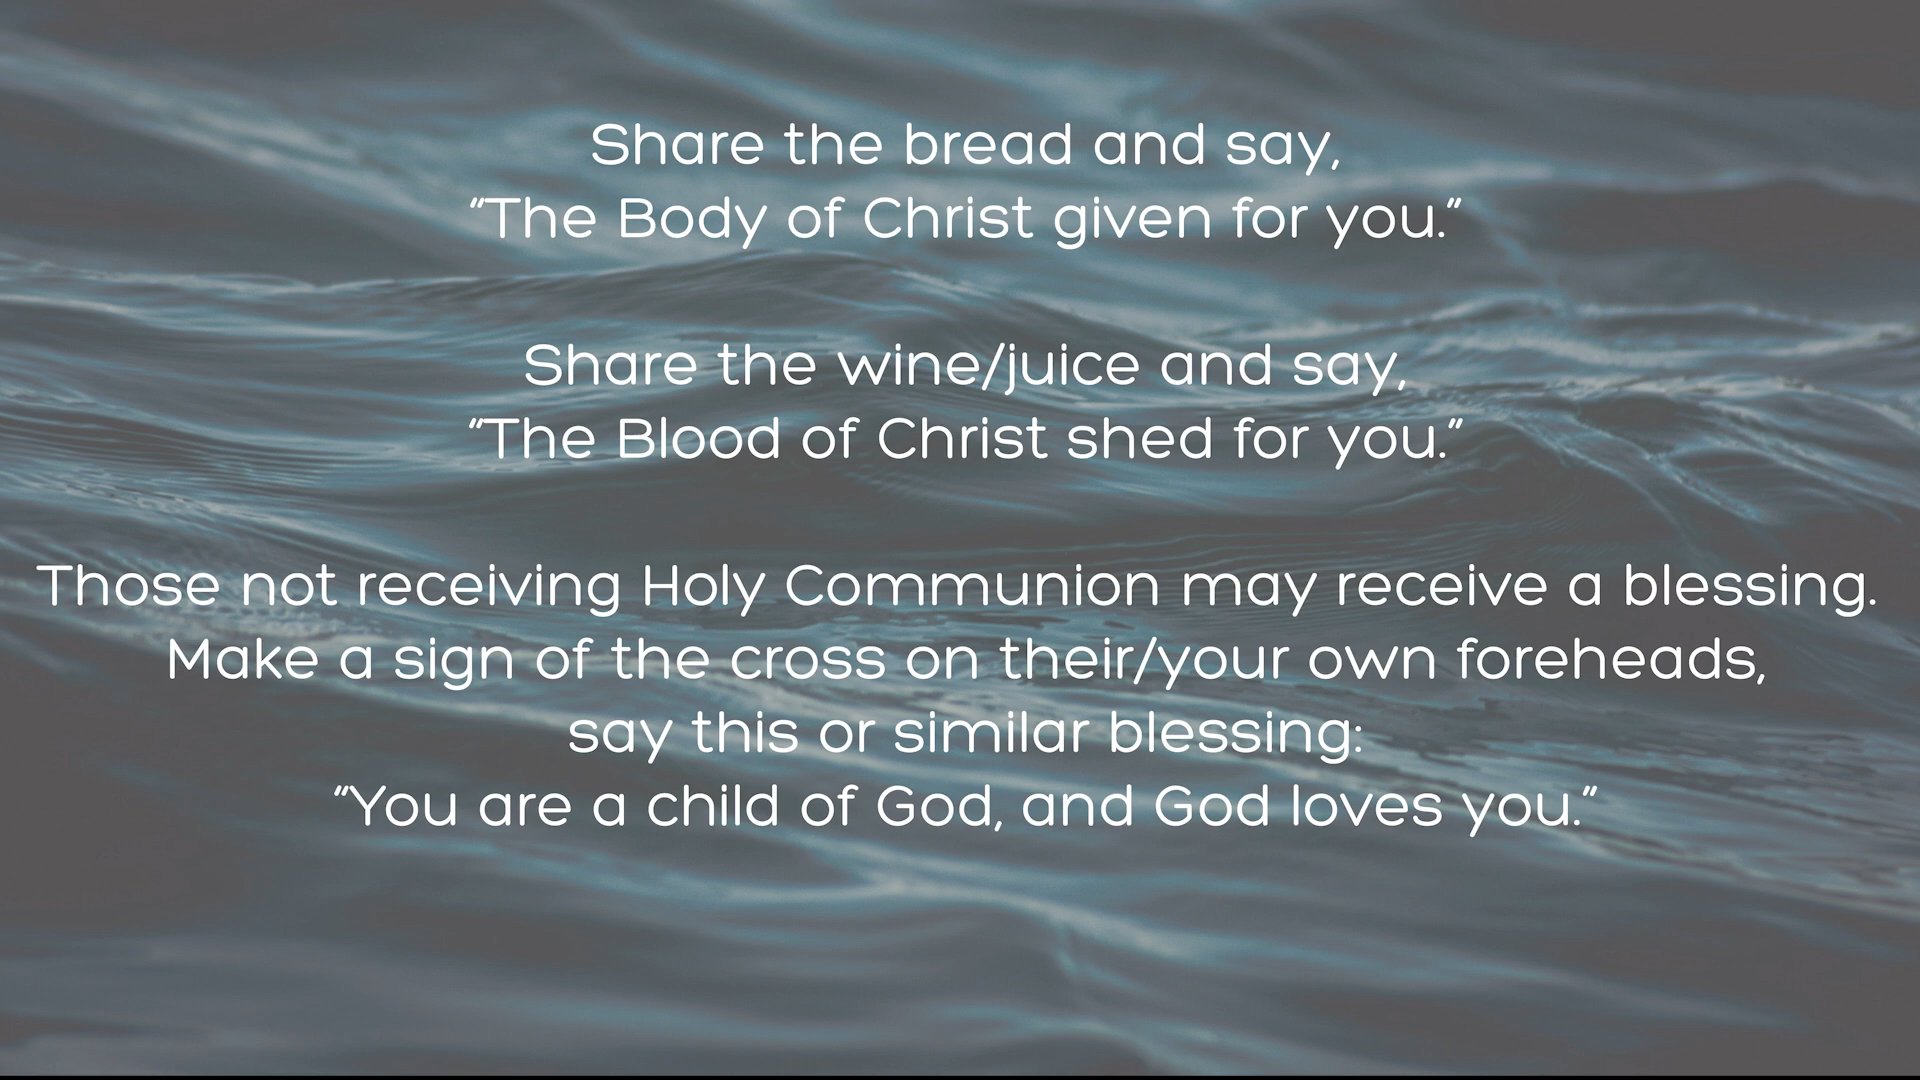 Share the bread and say,
“The Body of Christ given for you.”
Share the wine/juice and say,
“The Blood of Christ shed for you.”
Those not receiving Holy Communion may receive a blessing.
Make a sign of the cross on their/your own foreheads,
say this or similar blessing:
“You are a child of God, and God loves you.”